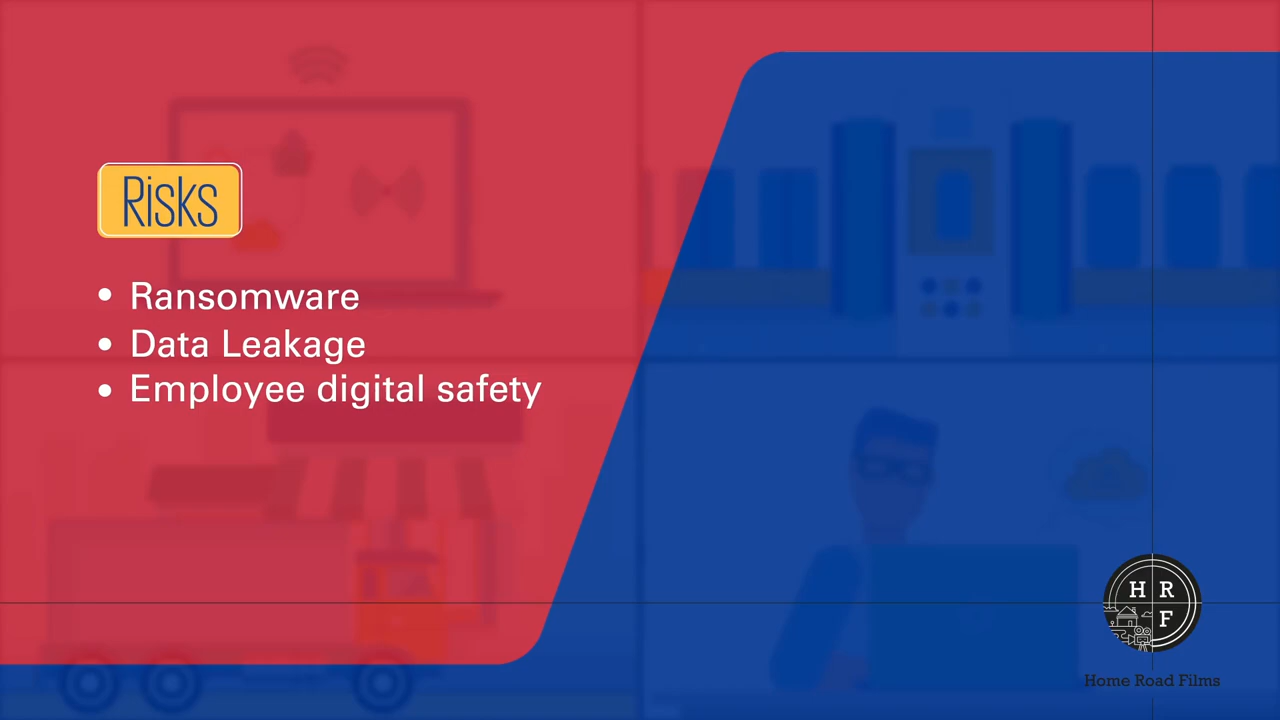 Risks
• Ransomware
• Data Leakage
• Employee digital safety
H R
F
Home Road Films